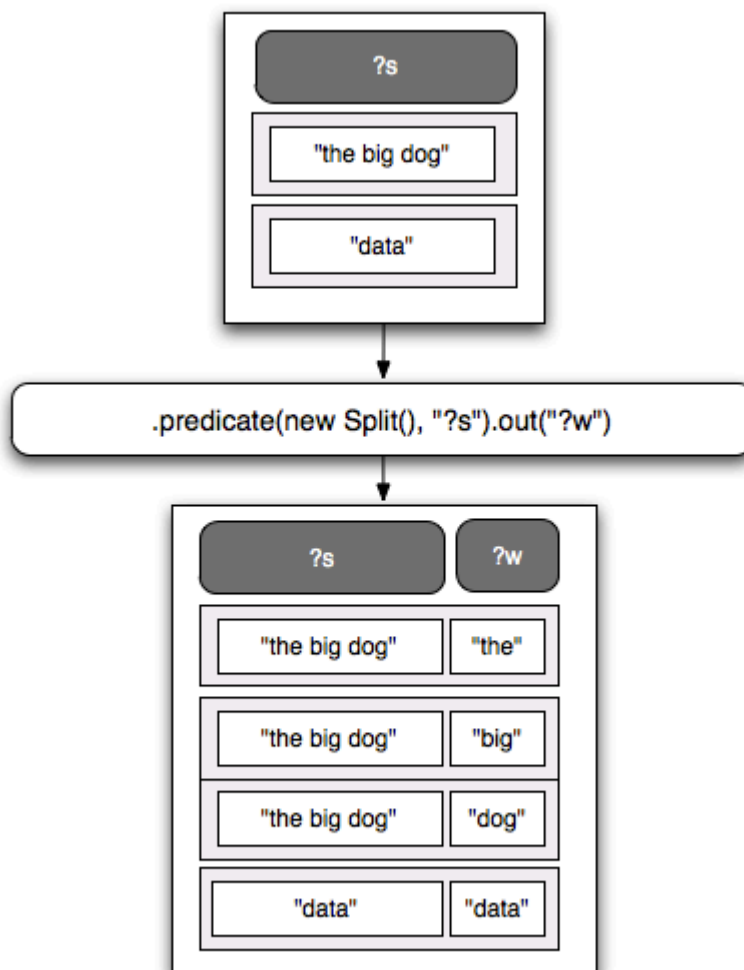 ?s
"the big dog"
"data"
.predicate(new Split(), "?s").out("?w")
?s ?w
"the big dog" "the"
"the big dog" "big"
"the big dog" "dog"
"data" "data"